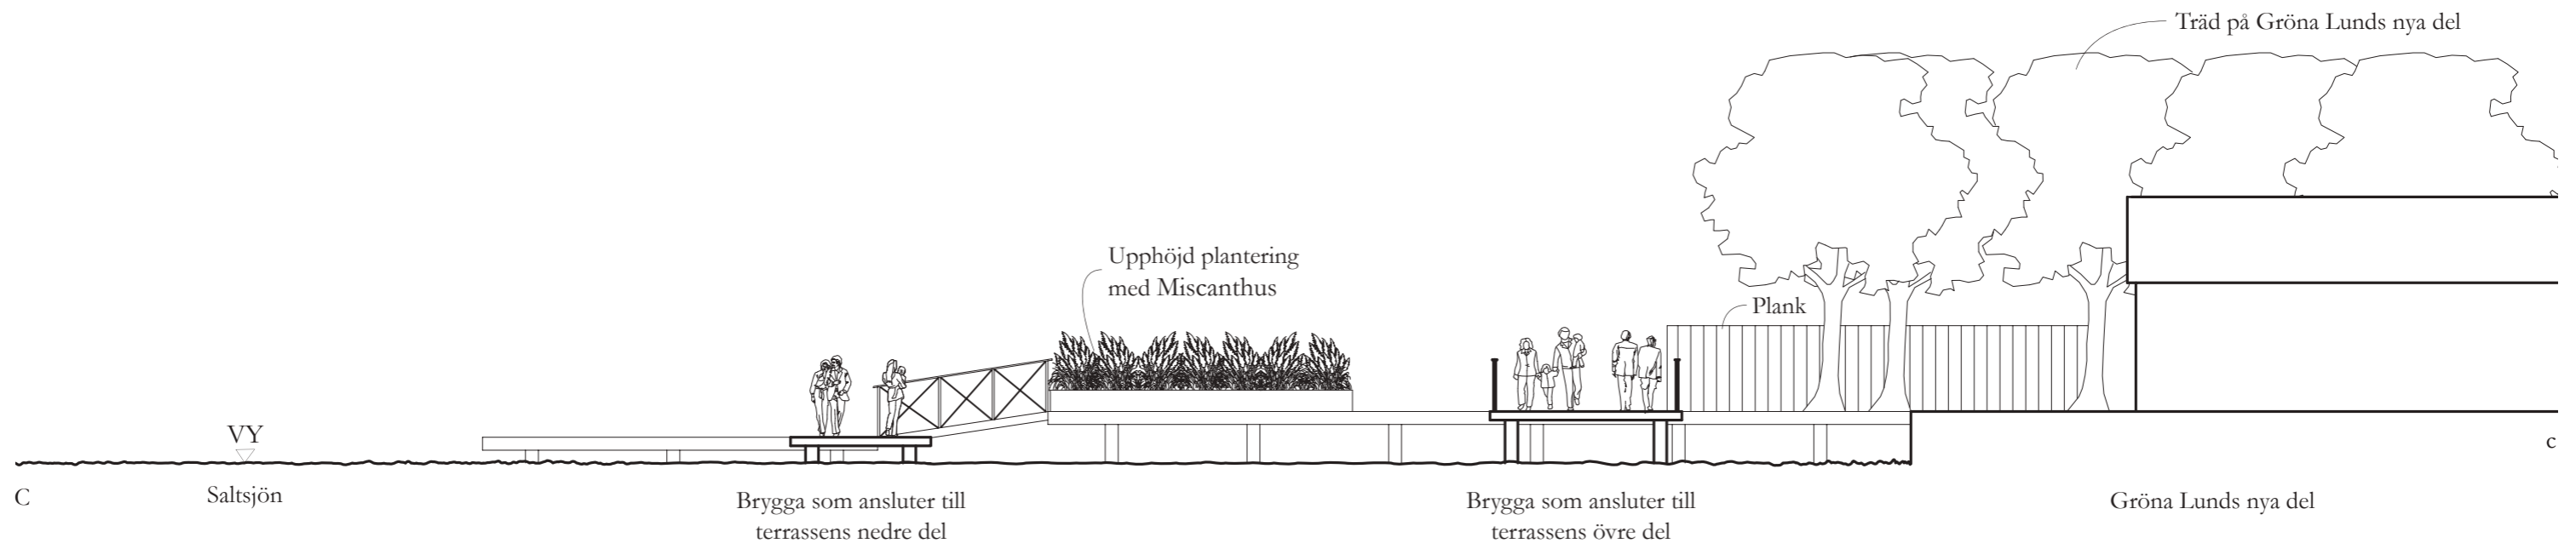 Träd på Gröna Lunds nya del
Upphöjd plantering
med Miscanthus
Plank
VY
C
c
Saltsjön
Brygga som ansluter till
terrassens nedre del
Brygga som ansluter till
terrassens övre del
Gröna Lunds nya del